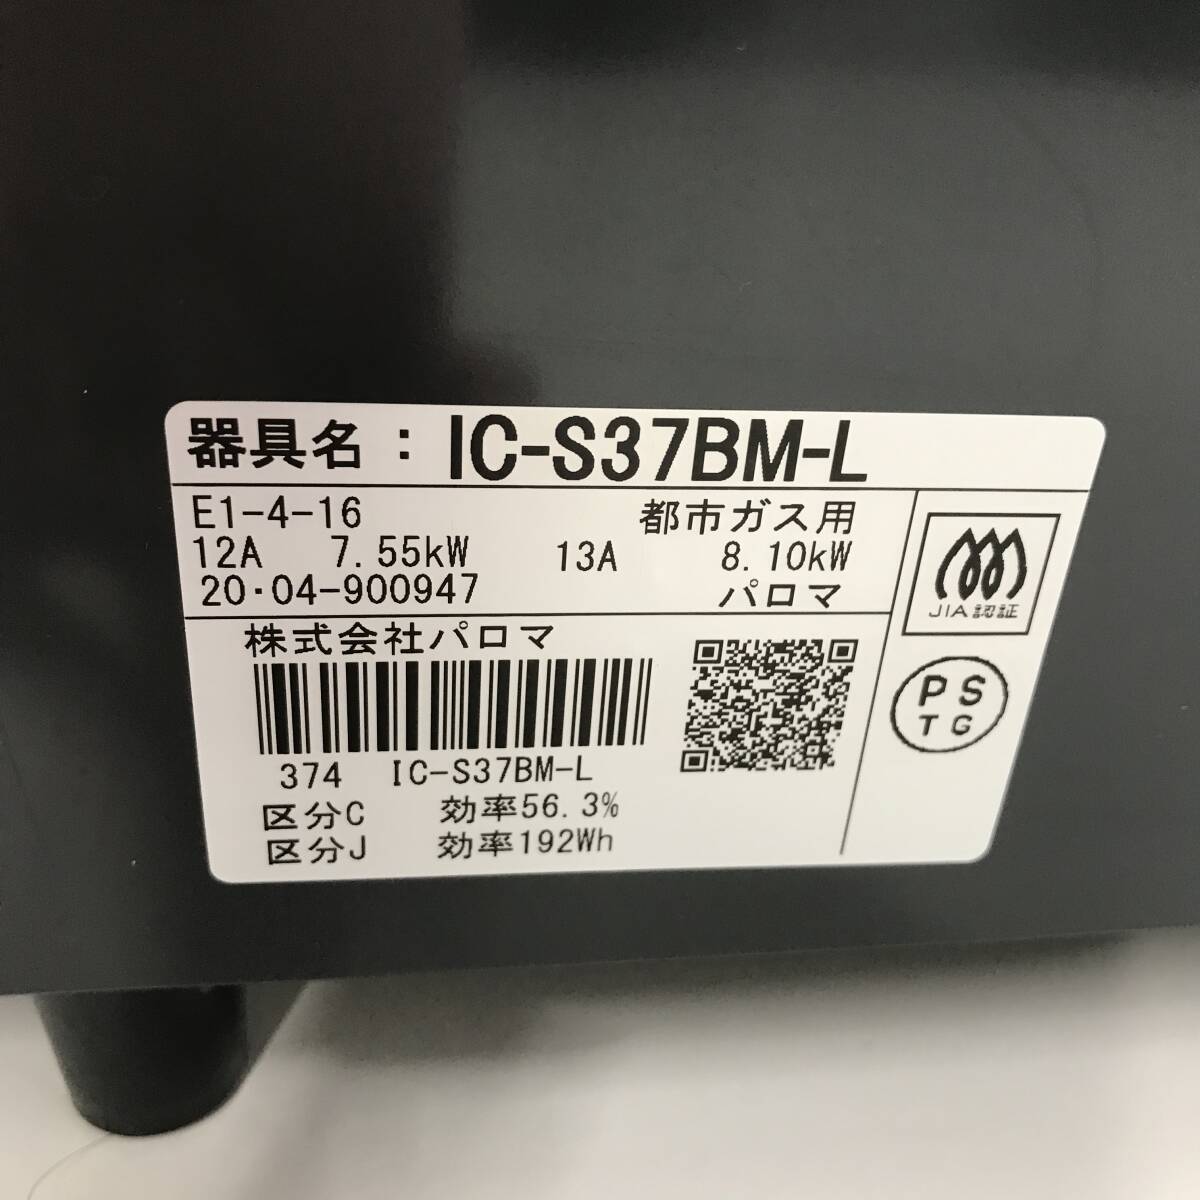 器具名 : IC-S37BM-L
E1-4-16 都市ガス用
12A 7.55kW 13A 8.10kW
20・04-900947 パロマ
JIA認証
株式会社パロマ
PS
TG
374 IC-S37BM-L
区分C 効率56.3%
区分J 効率192Wh